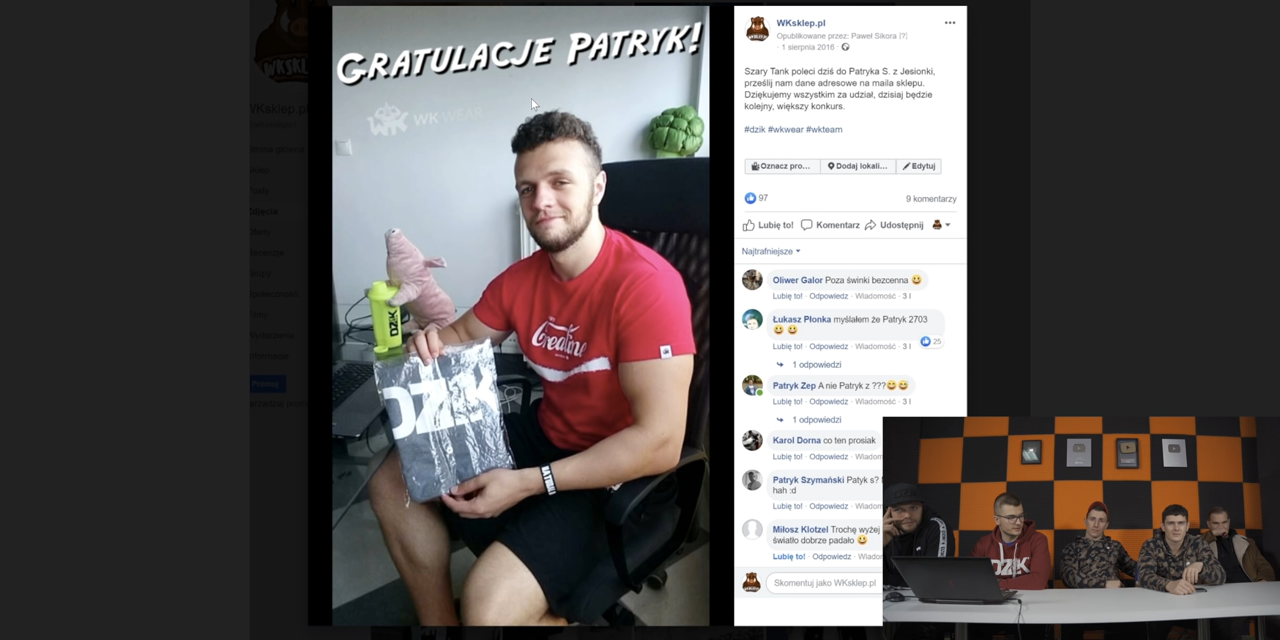 GRATULACJE PATRYK!
WK WEAR
DZiK
Creatine
DZiK
WKsklep.pl
Opublikowane przez: Paweł Sikora [?]
· 1 sierpnia 2016 ·
Szary Tank poleci dziś do Patryka S. z Jesionki,
prześlij nam dane adresowe na maila sklepu.
Dziękujemy wszystkim za udział, dzisiaj będzie
kolejny, większy konkurs.
#dzik #wkwear #wkteam
Oznacz pro... Dodaj lokali... Edytuj
97 9 komentarzy
Lubię to! Komentarz Udostępnij
Najtrafniejsze
Oliwer Galor Poza świnki bezcenna
Lubię to! · Odpowiedz · Wiadomość · 3 l
Łukasz Płonka myślałem że Patryk 2703
25
Lubię to! · Odpowiedz · Wiadomość · 3 l
1 odpowiedzi
Patryk Zep A nie Patryk z ???
Lubię to! · Odpowiedz · Wiadomość · 3 l
1 odpowiedzi
Karol Dorna co ten prosiak
Lubię to! · Odpowiedz · Wiadom
Patryk Szymański Patyk s?
hah :d
Lubię to! · Odpowiedz · Wiadom
Miłosz Klotzel Trochę wyżej
światło dobrze padało
Lubię to! · Odpowiedz · Wiadom
Skomentuj jako WKsklep.pl
WKsklep.pl
DZiK